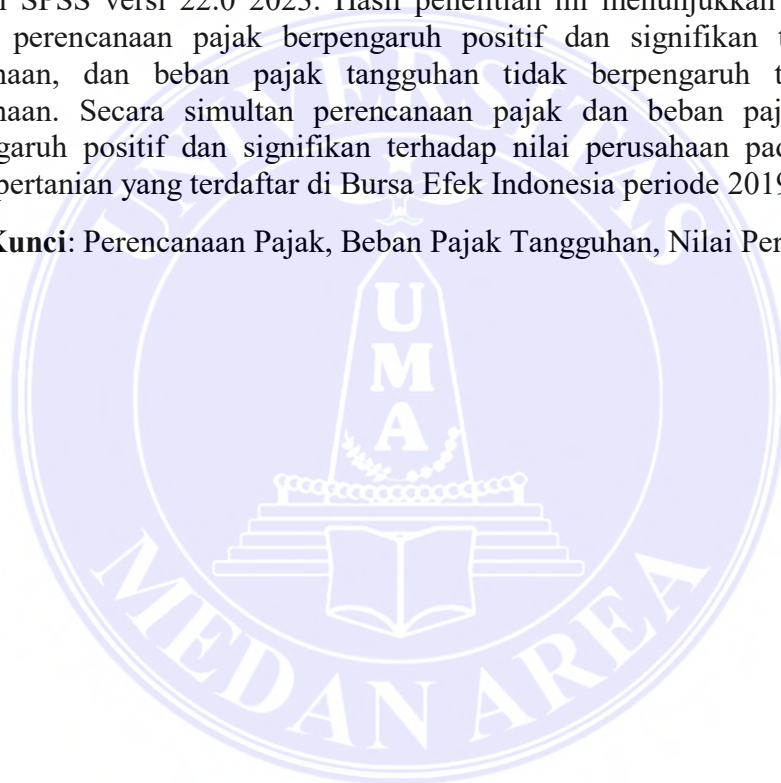 SPSS versi 22.0 2023. Hasil penelitian ini menunjukkan
perencanaan pajak berpengaruh positif dan signifikan t
naan, dan beban pajak tangguhan tidak berpengaruh t
naan. Secara simultan perencanaan pajak dan beban paj
garuh positif dan signifikan terhadap nilai perusahaan pad
pertanian yang terdaftar di Bursa Efek Indonesia periode 2019
Kunci: Perencanaan Pajak, Beban Pajak Tangguhan, Nilai Per
UNIVERSITAS
U
M
A
MEDAN AREA